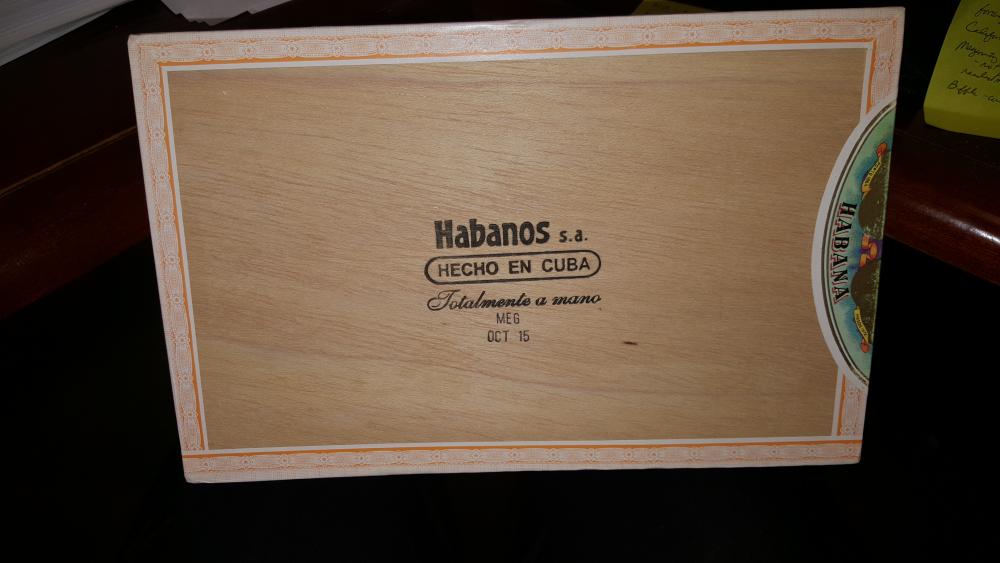 Habanos s.a.
HECHO EN CUBA
Totalmente a mano
MEG
OCT 15
HABANA